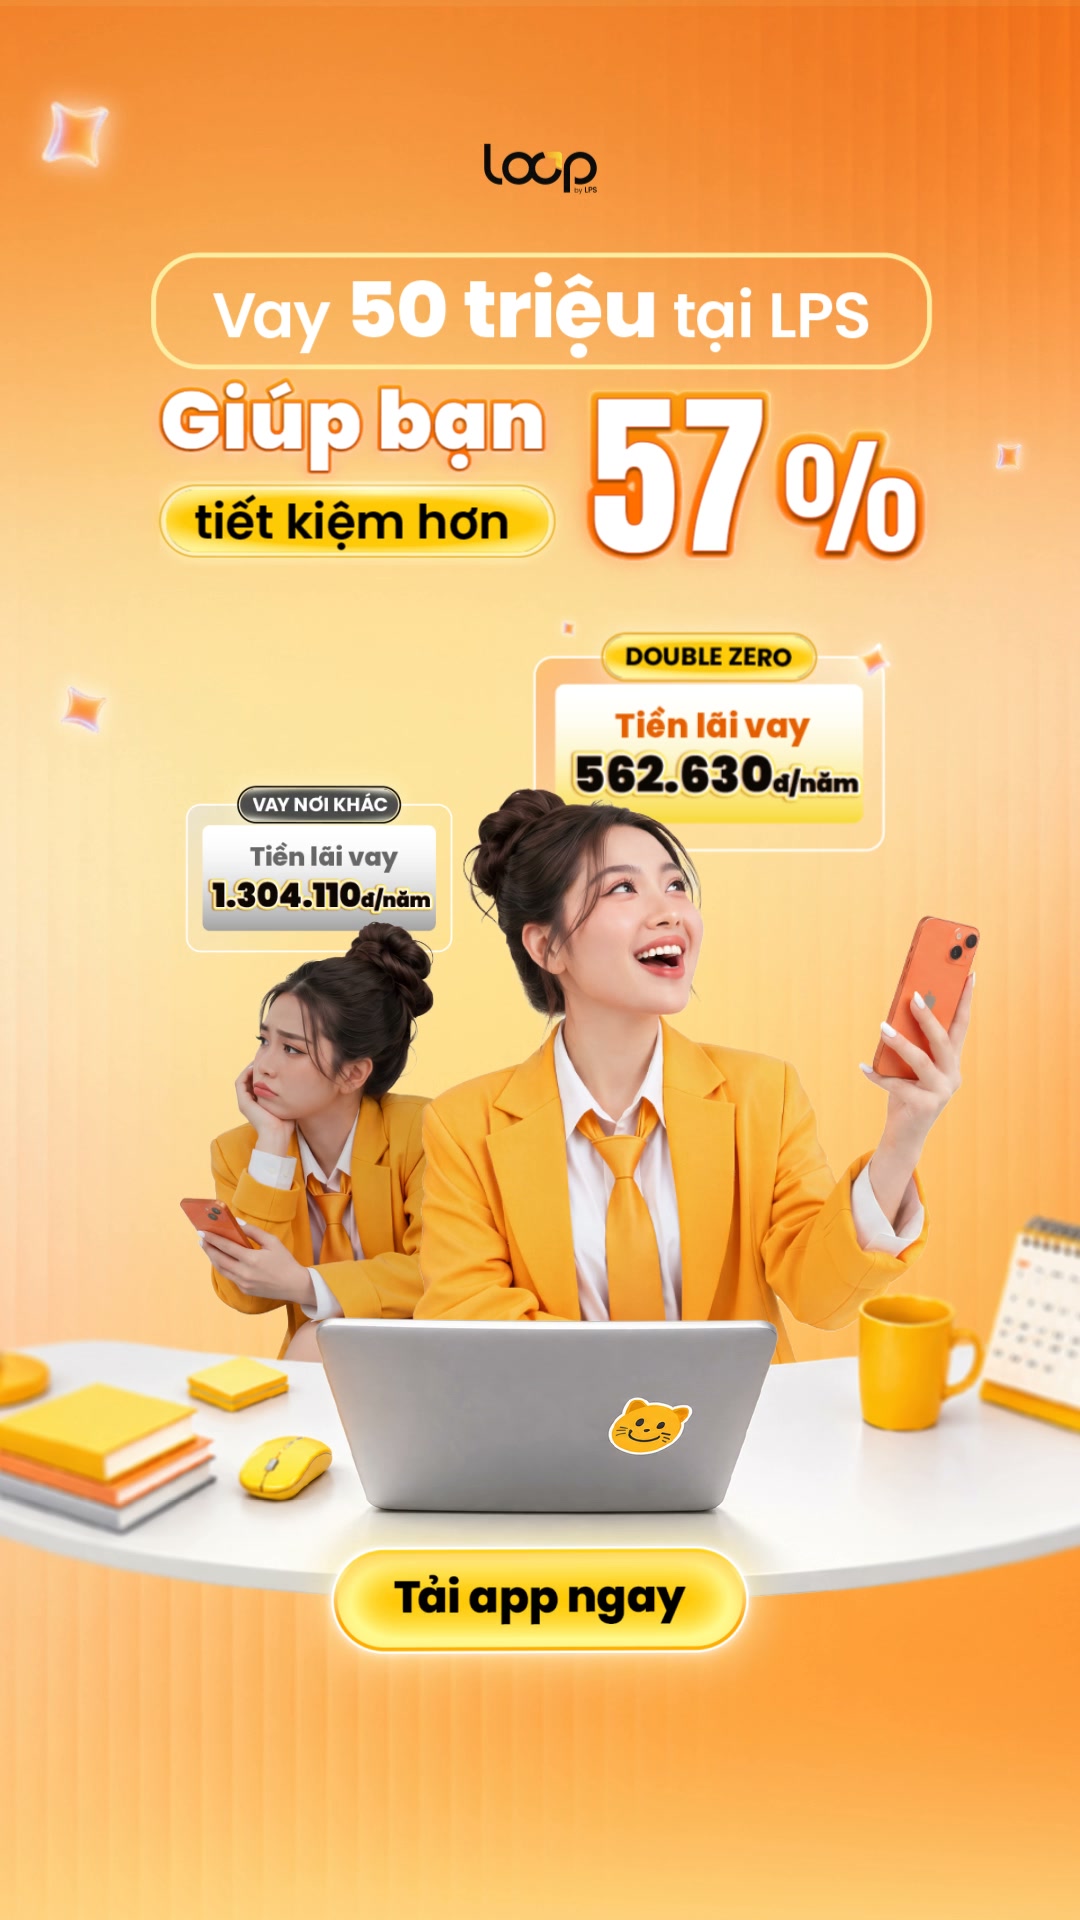 Loop
by LPS
Vay 50 triệu tại LPS
Giúp bạn
tiết kiệm hơn
57%
DOUBLE ZERO
Tiền lãi vay
562.630đ/năm
VAY NƠI KHÁC
Tiền lãi vay
1.304.110đ/năm
Tải app ngay